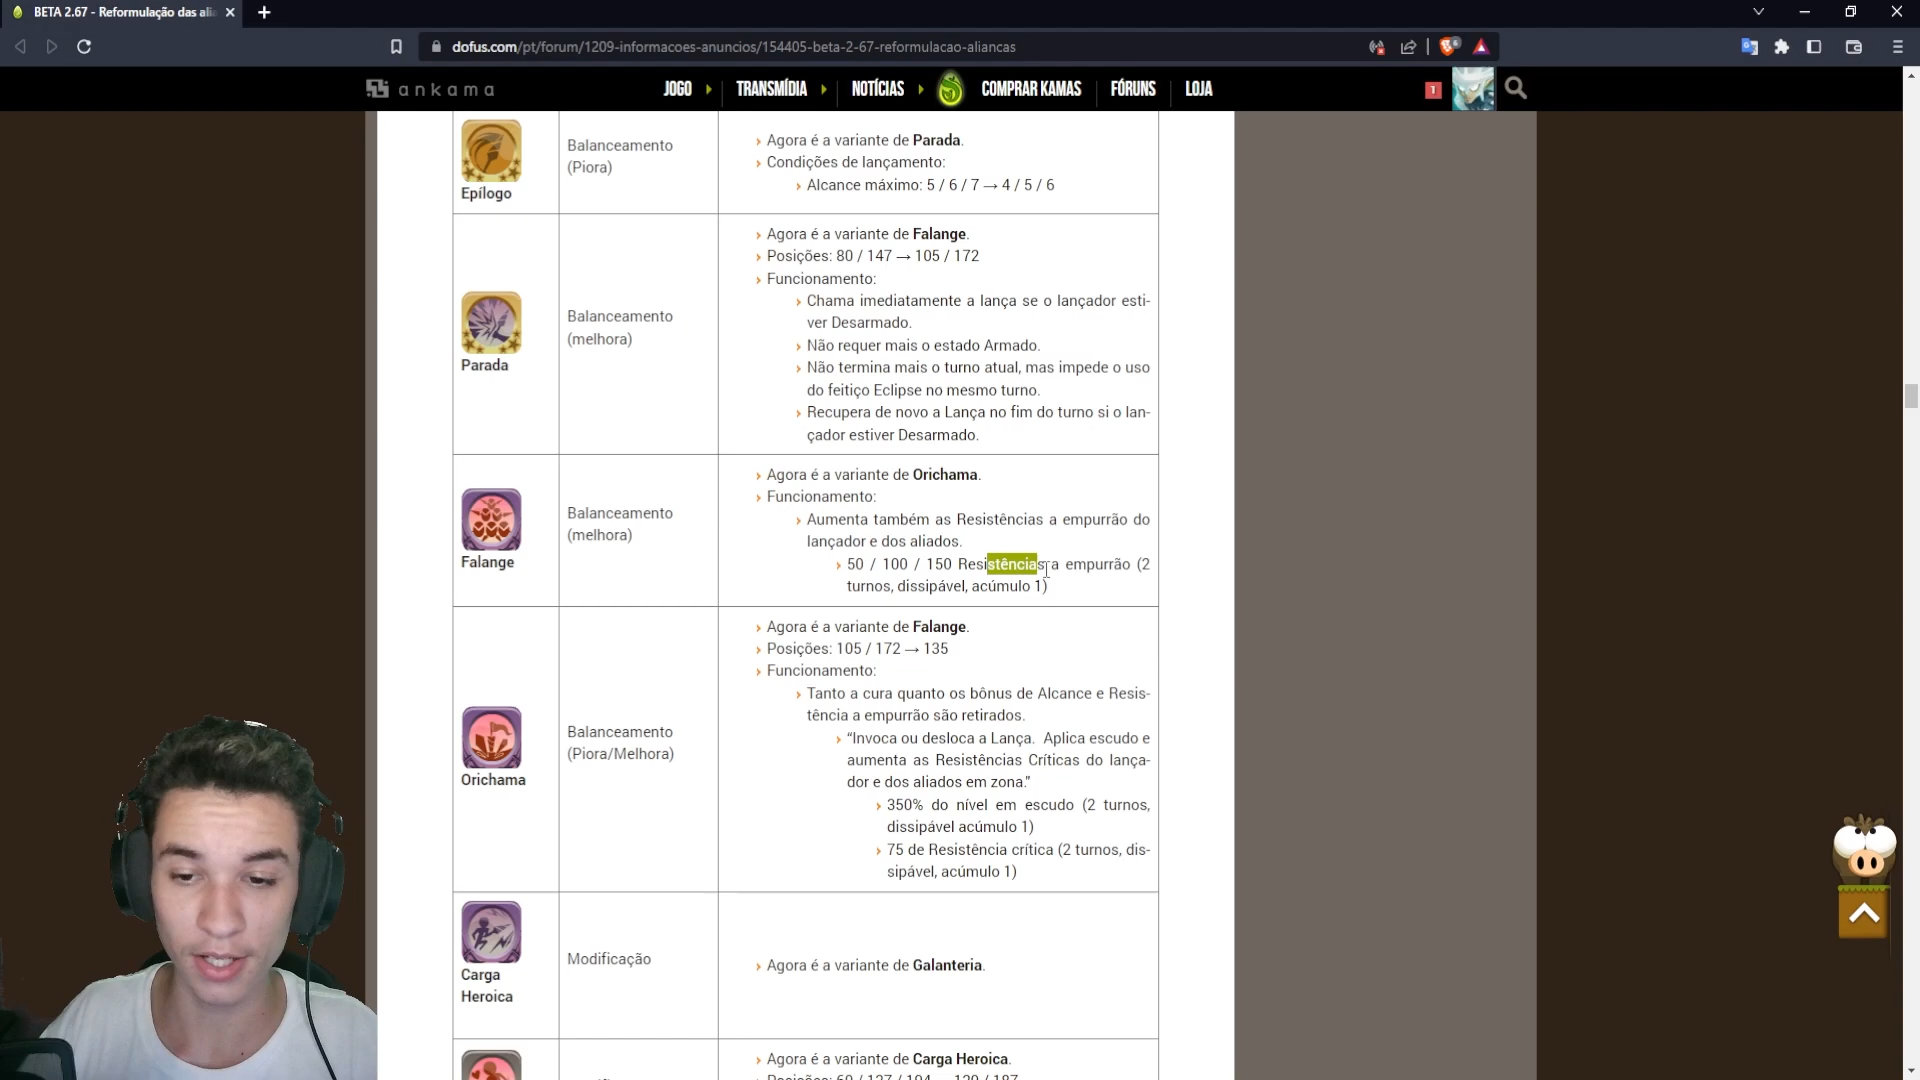 BETA 2.67 - Reformulação das alia
dofus.com/pt/forum/1209-informacoes-anuncios/154405-beta-2-67-reformulacao-aliancas
ankama
JOGO
TRANSMÍDIA
NOTÍCIAS
COMPRAR KAMAS
FÓRUNS
LOJA
1
Epílogo
Balanceamento
(Piora)
Agora é a variante de Parada.
Condições de lançamento:
Alcance máximo: 5 / 6 / 7 → 4 / 5 / 6
Parada
Balanceamento
(melhora)
Agora é a variante de Falange.
Posições: 80 / 147 → 105 / 172
Funcionamento:
Chama imediatamente a lança se o lançador esti-
ver Desarmado.
Não requer mais o estado Armado.
Não termina mais o turno atual, mas impede o uso
do feitiço Eclipse no mesmo turno.
Recupera de novo a Lança no fim do turno si o lan-
çador estiver Desarmado.
Falange
Balanceamento
(melhora)
Agora é a variante de Orichama.
Funcionamento:
Aumenta também as Resistências a empurrão do
lançador e dos aliados.
50 / 100 / 150 Resistências a empurrão (2
turnos, dissipável, acúmulo 1)
Orichama
Balanceamento
(Piora/Melhora)
Agora é a variante de Falange.
Posições: 105 / 172 → 135
Funcionamento:
Tanto a cura quanto os bônus de Alcance e Resis-
tência a empurrão são retirados.
“Invoca ou desloca a Lança. Aplica escudo e
aumenta as Resistências Críticas do lança-
dor e dos aliados em zona.”
350% do nível em escudo (2 turnos,
dissipável acúmulo 1)
75 de Resistência crítica (2 turnos, dis-
sipável, acúmulo 1)
Carga
Heroica
Modificação
Agora é a variante de Galanteria.
Agora é a variante de Carga Heroica.